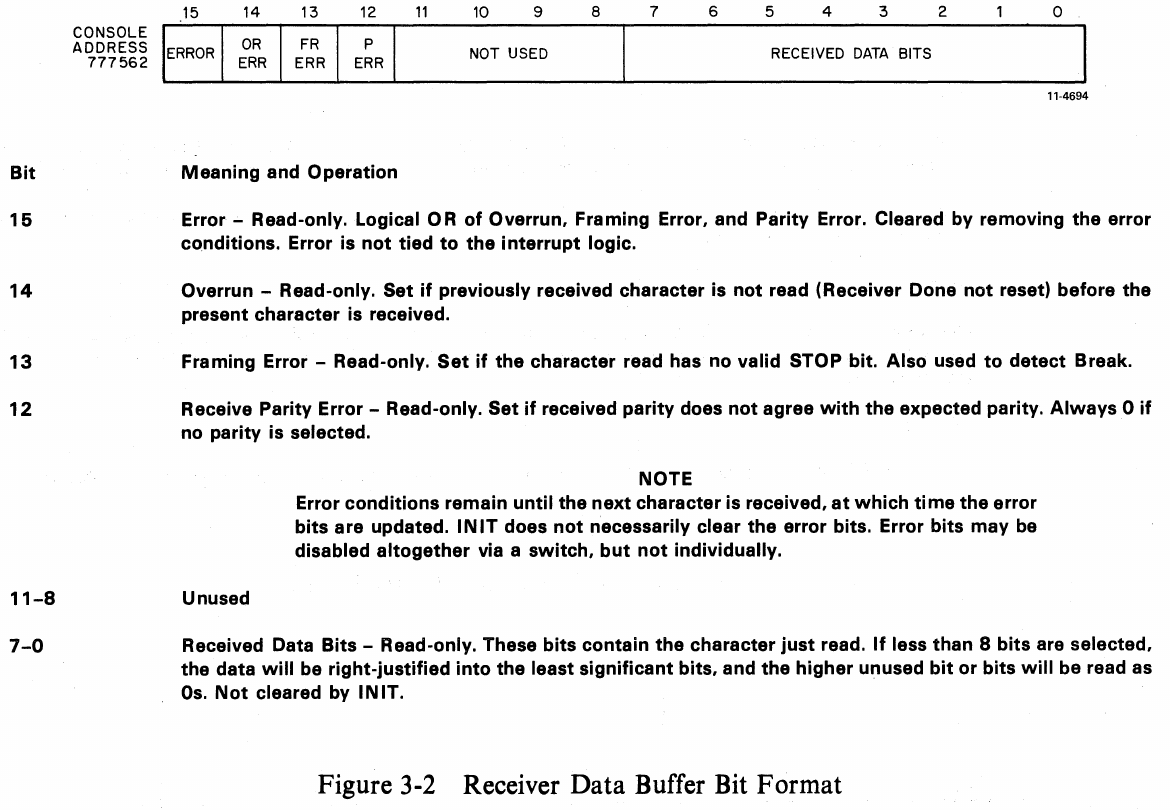 15 14 13 12 11 10 9 8 7 6 5 4 3 2 1 0
CONSOLE
ADDRESS
777562
ERROR
OR
ERR
FR
ERR
P
ERR
NOT USED
RECEIVED DATA BITS
11-4694
Bit Meaning and Operation
15 Error – Read-only. Logical OR of Overrun, Framing Error, and Parity Error. Cleared by removing the error
conditions. Error is not tied to the interrupt logic.
14 Overrun – Read-only. Set if previously received character is not read (Receiver Done not reset) before the
present character is received.
13 Framing Error – Read-only. Set if the character read has no valid STOP bit. Also used to detect Break.
12 Receive Parity Error – Read-only. Set if received parity does not agree with the expected parity. Always 0 if
no parity is selected.
NOTE
Error conditions remain until the next character is received, at which time the error
bits are updated. INIT does not necessarily clear the error bits. Error bits may be
disabled altogether via a switch, but not individually.
11–8 Unused
7–0 Received Data Bits – Read-only. These bits contain the character just read. If less than 8 bits are selected,
the data will be right-justified into the least significant bits, and the higher unused bit or bits will be read as
0s. Not cleared by INIT.
Figure 3-2 Receiver Data Buffer Bit Format